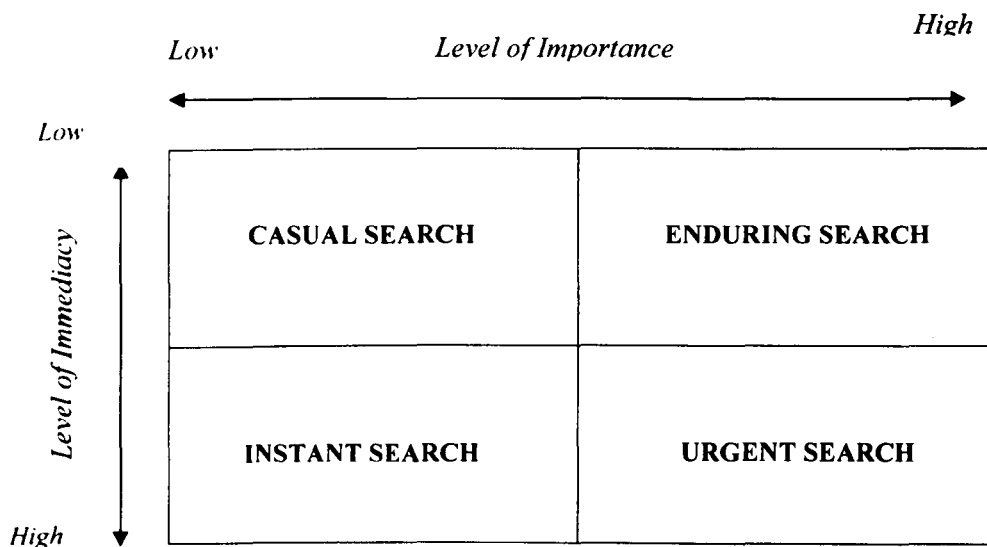 High
Low Level of Importance
Low
CASUAL SEARCH ENDURING SEARCH
Level of Immediacy
INSTANT SEARCH URGENT SEARCH
High